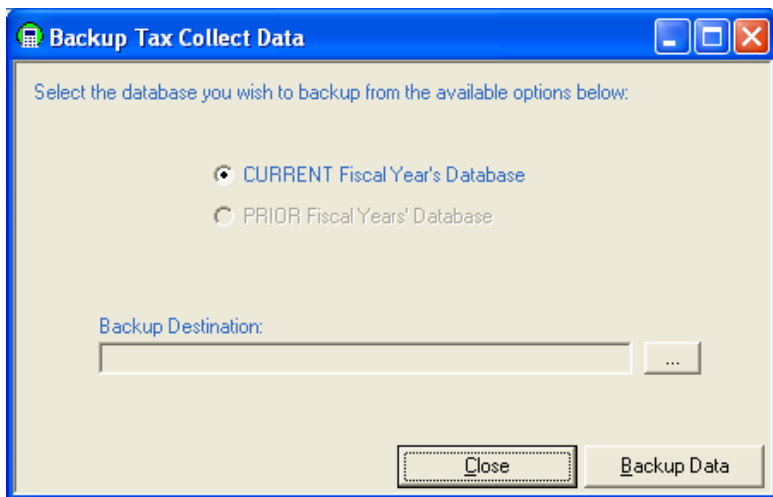 Backup Tax Collect Data
Select the database you wish to backup from the available options below:
CURRENT Fiscal Year's Database
PRIOR Fiscal Years' Database
Backup Destination:
...
Close
Backup Data